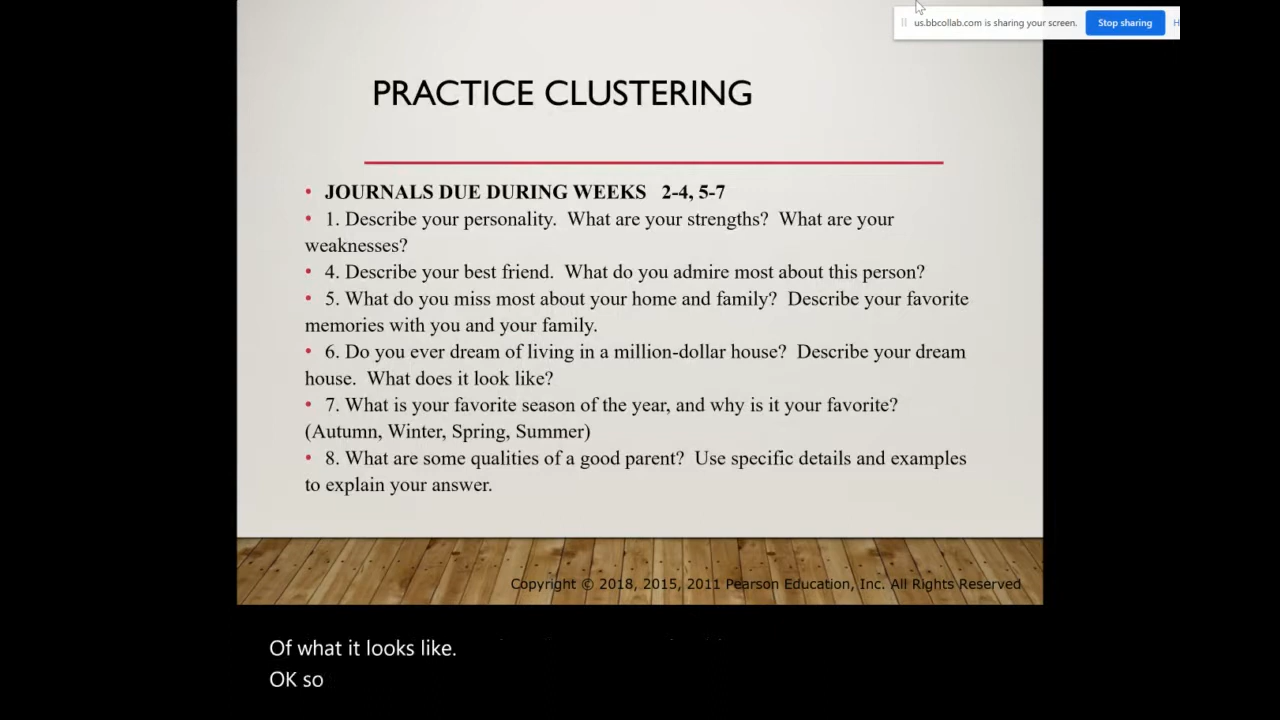 us.bbcollab.com is sharing your screen. Stop sharing H
PRACTICE CLUSTERING
• JOURNALS DUE DURING WEEKS 2-4, 5-7
• 1. Describe your personality. What are your strengths? What are your
weaknesses?
• 4. Describe your best friend. What do you admire most about this person?
• 5. What do you miss most about your home and family? Describe your favorite
memories with you and your family.
• 6. Do you ever dream of living in a million-dollar house? Describe your dream
house. What does it look like?
• 7. What is your favorite season of the year, and why is it your favorite?
(Autumn, Winter, Spring, Summer)
• 8. What are some qualities of a good parent? Use specific details and examples
to explain your answer.
Copyright © 2018, 2015, 2011 Pearson Education, Inc. All Rights Reserved
Of what it looks like.
OK so